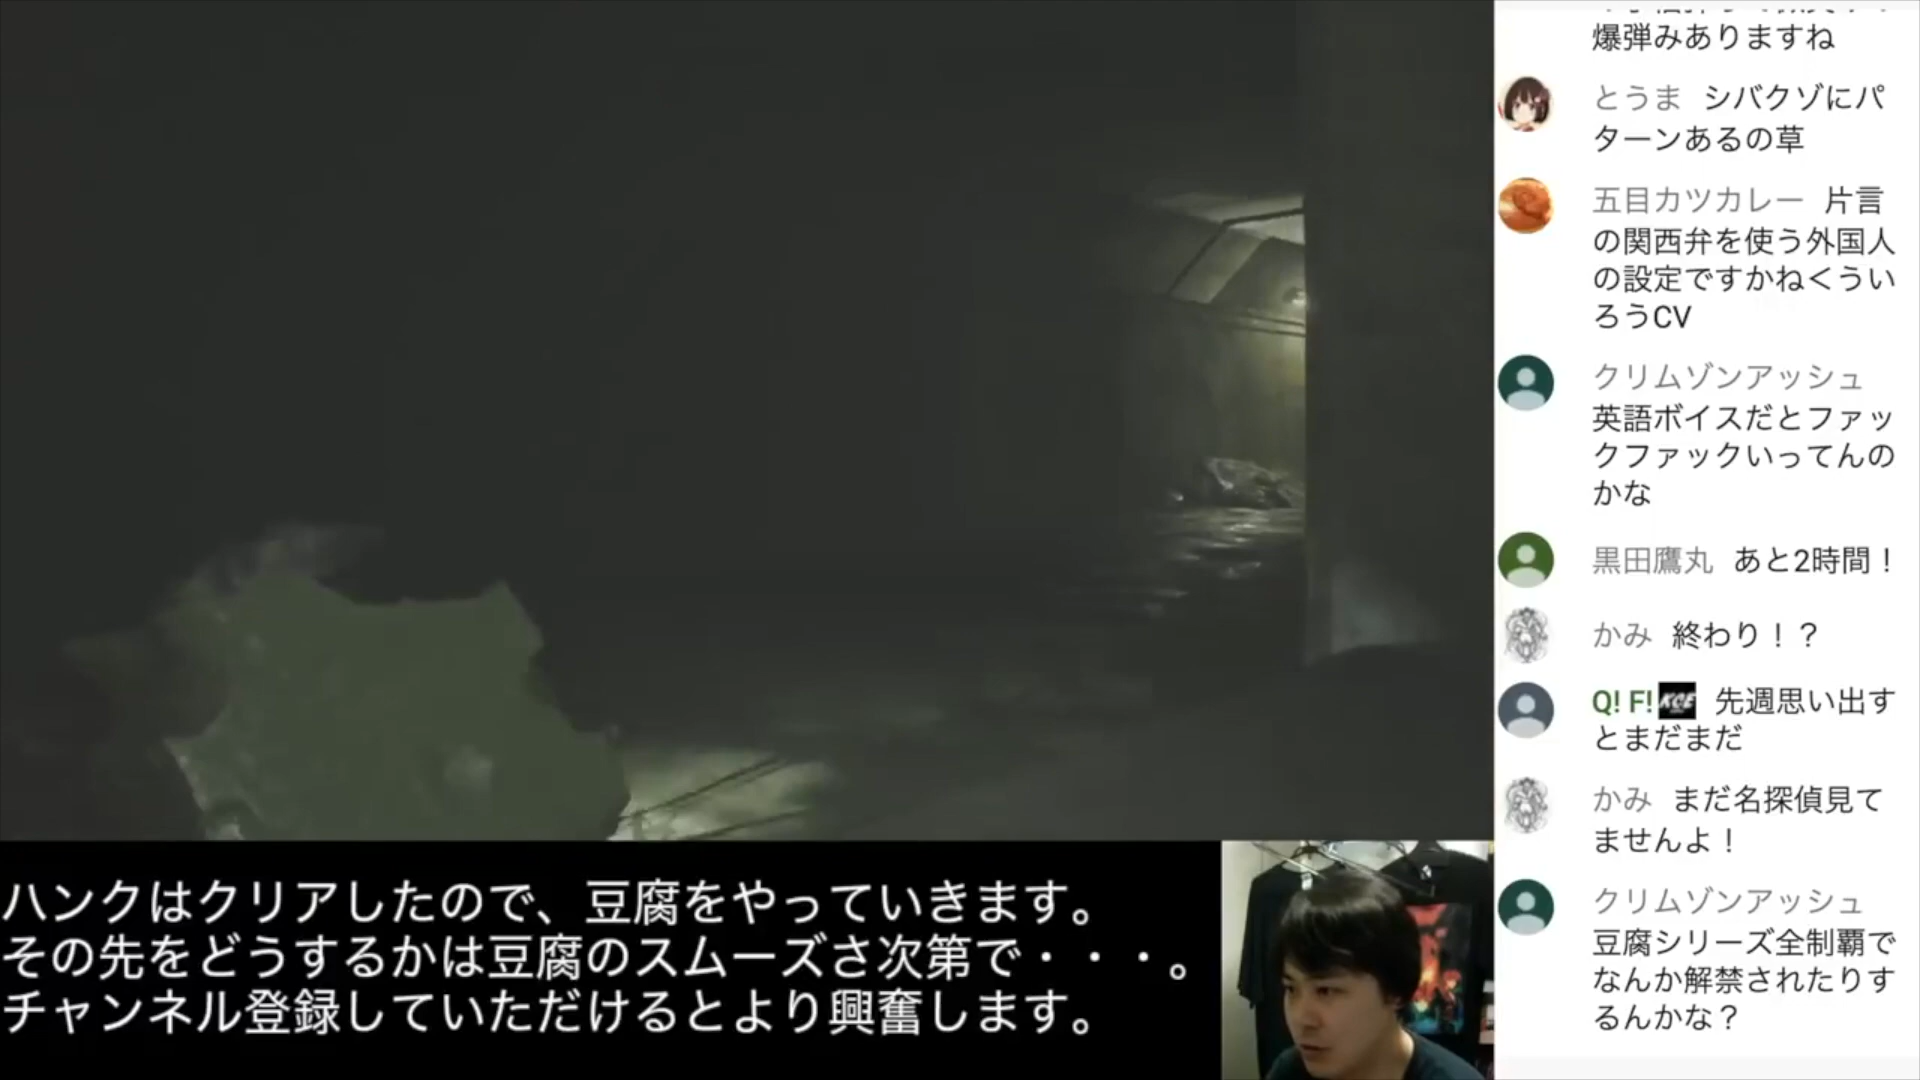 爆弾みありますね
とうま シバクゾにパ
ターンあるの草
五目カツカレー 片言
の関西弁を使う外国人
の設定ですかねくうい
ろうCV
クリムゾンアッシュ
英語ボイスだとファッ
クファックいってんの
かな
黒田鷹丸 あと2時間！
かみ 終わり！？
Q! F! KCE 先週思い出す
とまだまだ
かみ まだ名探偵見て
ませんよ！
クリムゾンアッシュ
豆腐シリーズ全制覇で
なんか解禁されたりす
るんかな？
ハンクはクリアしたので、豆腐をやっていきます。
その先をどうするかは豆腐のスムーズさ次第で・・・。
チャンネル登録していただけるとより興奮します。